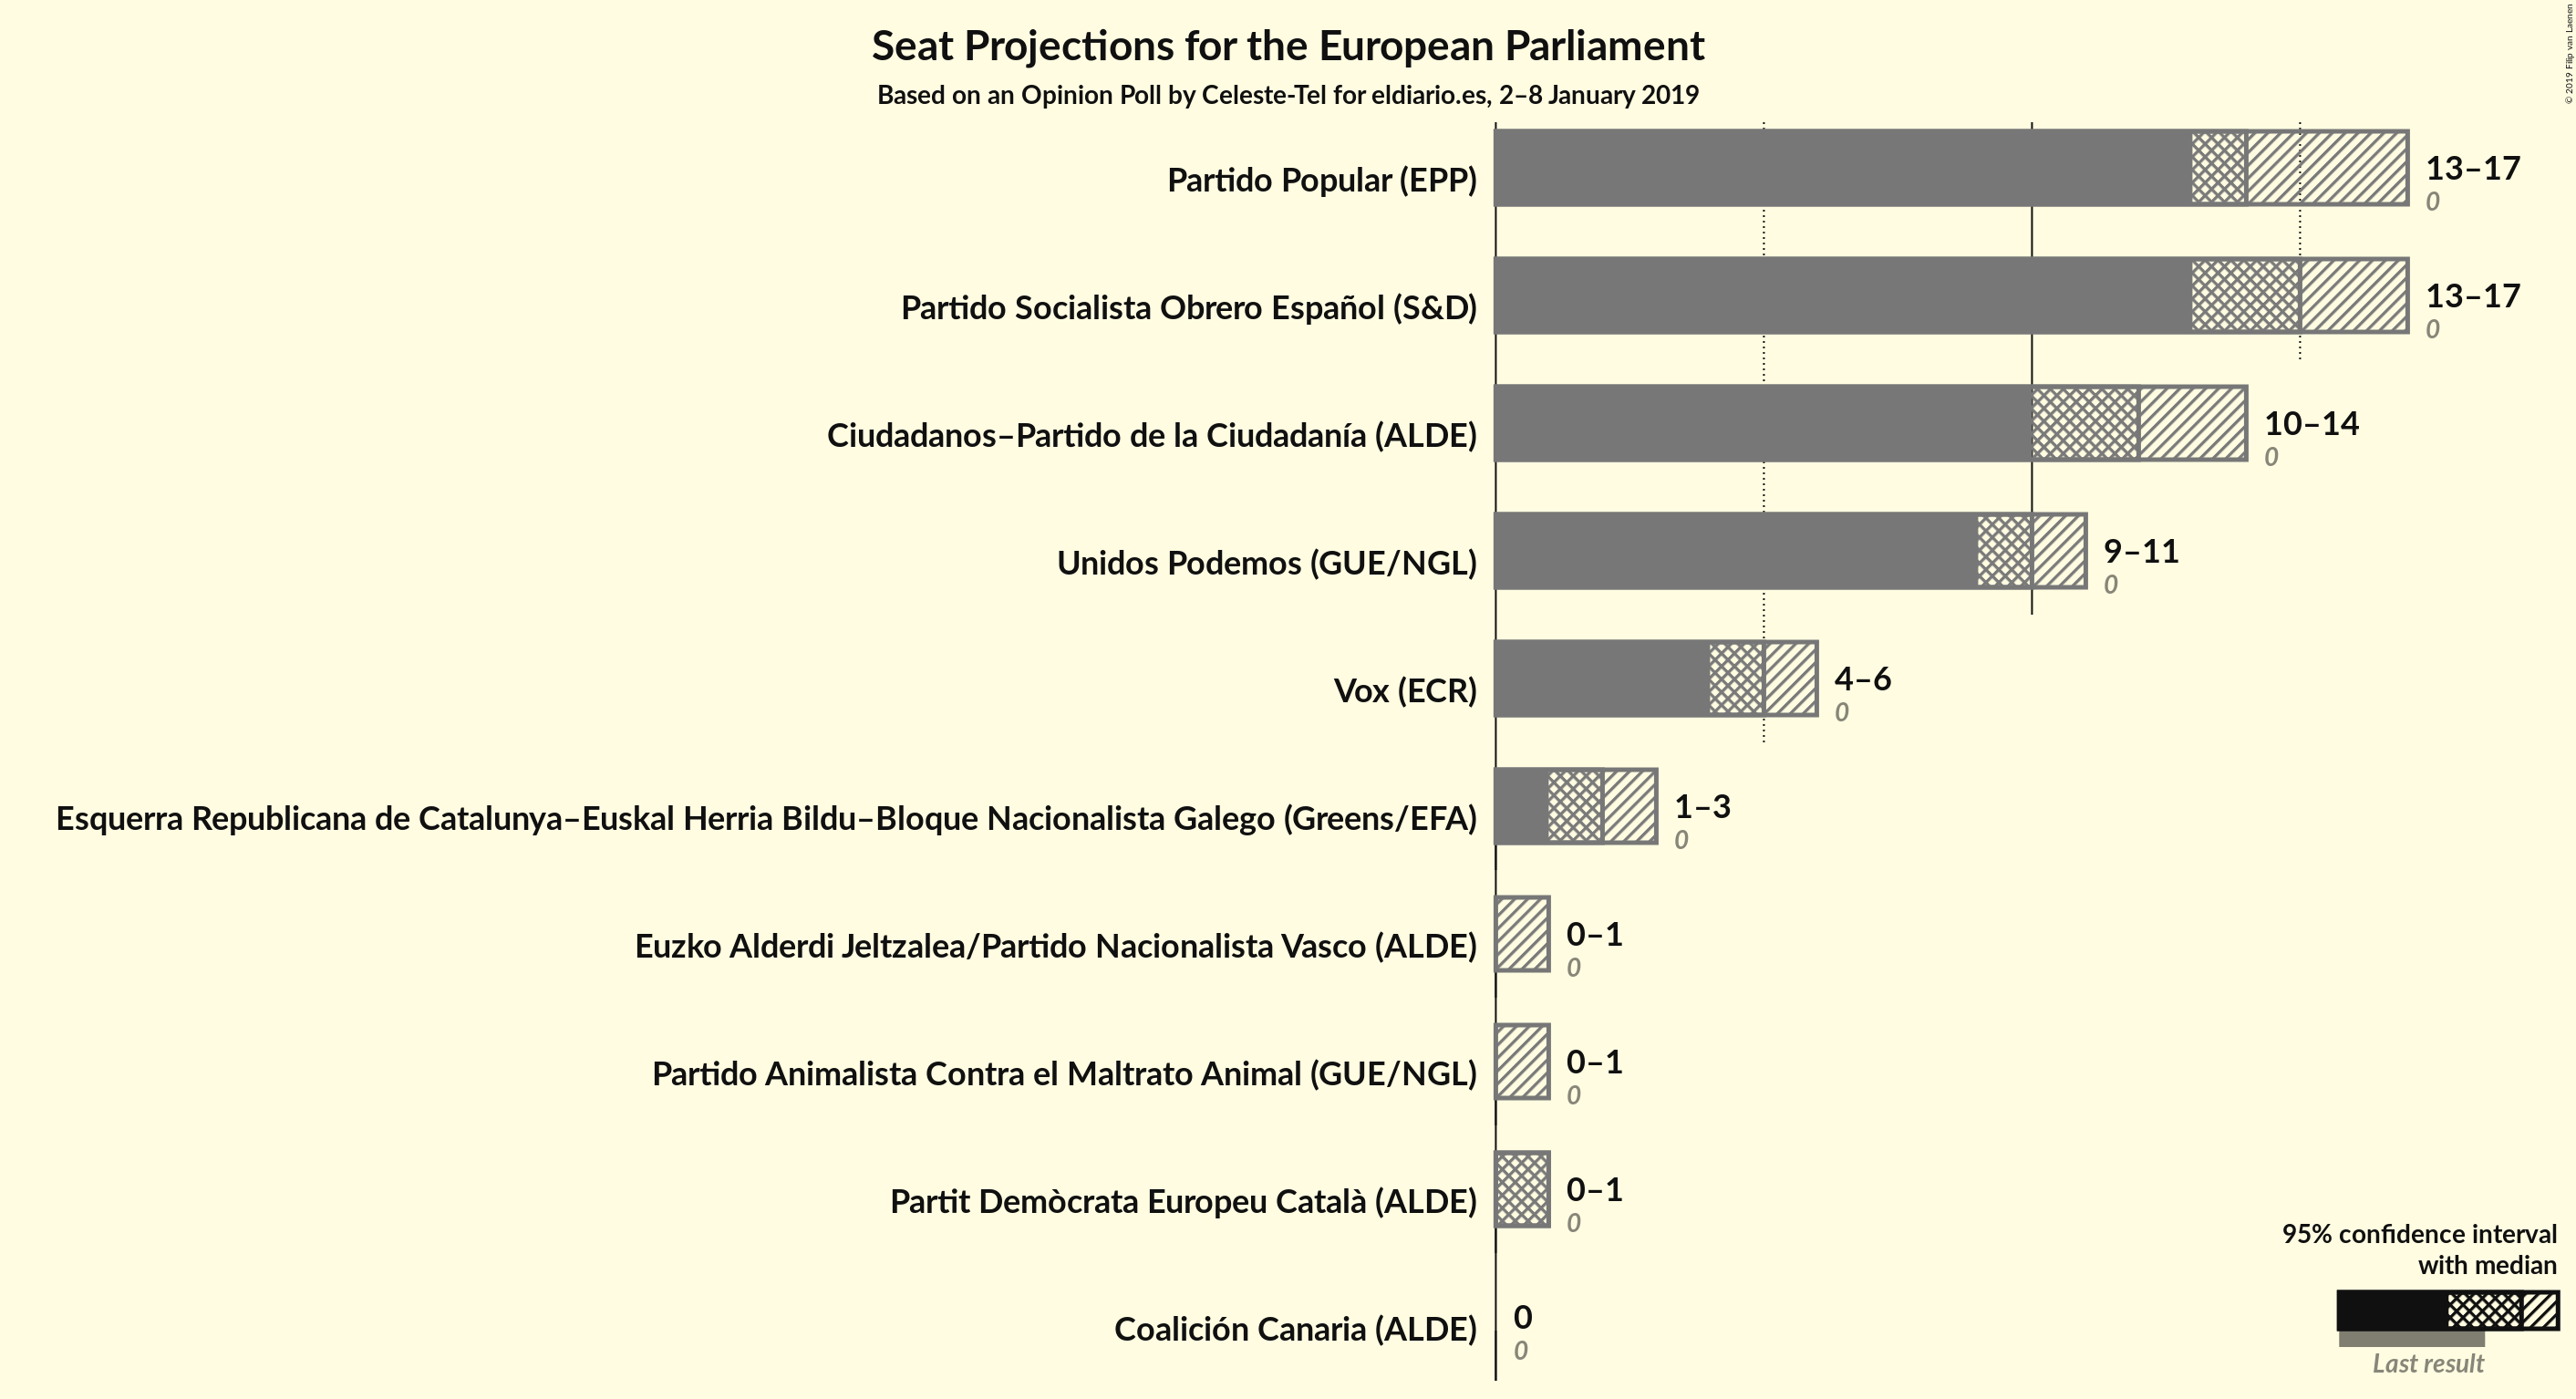 Seat Projections for the European Parliament
Based on an Opinion Poll by Celeste-Tel for eldiario.es, 2–8 January 2019
© 2019 Filip van Laenen
Partido Popular (EPP)
13–17
0
Partido Socialista Obrero Español (S&D)
13–17
0
Ciudadanos–Partido de la Ciudadanía (ALDE)
10–14
0
Unidos Podemos (GUE/NGL)
9–11
0
Vox (ECR)
4–6
0
Esquerra Republicana de Catalunya–Euskal Herria Bildu–Bloque Nacionalista Galego (Greens/EFA)
1–3
0
Euzko Alderdi Jeltzalea/Partido Nacionalista Vasco (ALDE)
0–1
0
Partido Animalista Contra el Maltrato Animal (GUE/NGL)
0–1
0
Partit Demòcrata Europeu Català (ALDE)
0–1
0
Coalición Canaria (ALDE)
0
0
95% confidence interval
with median
Last result